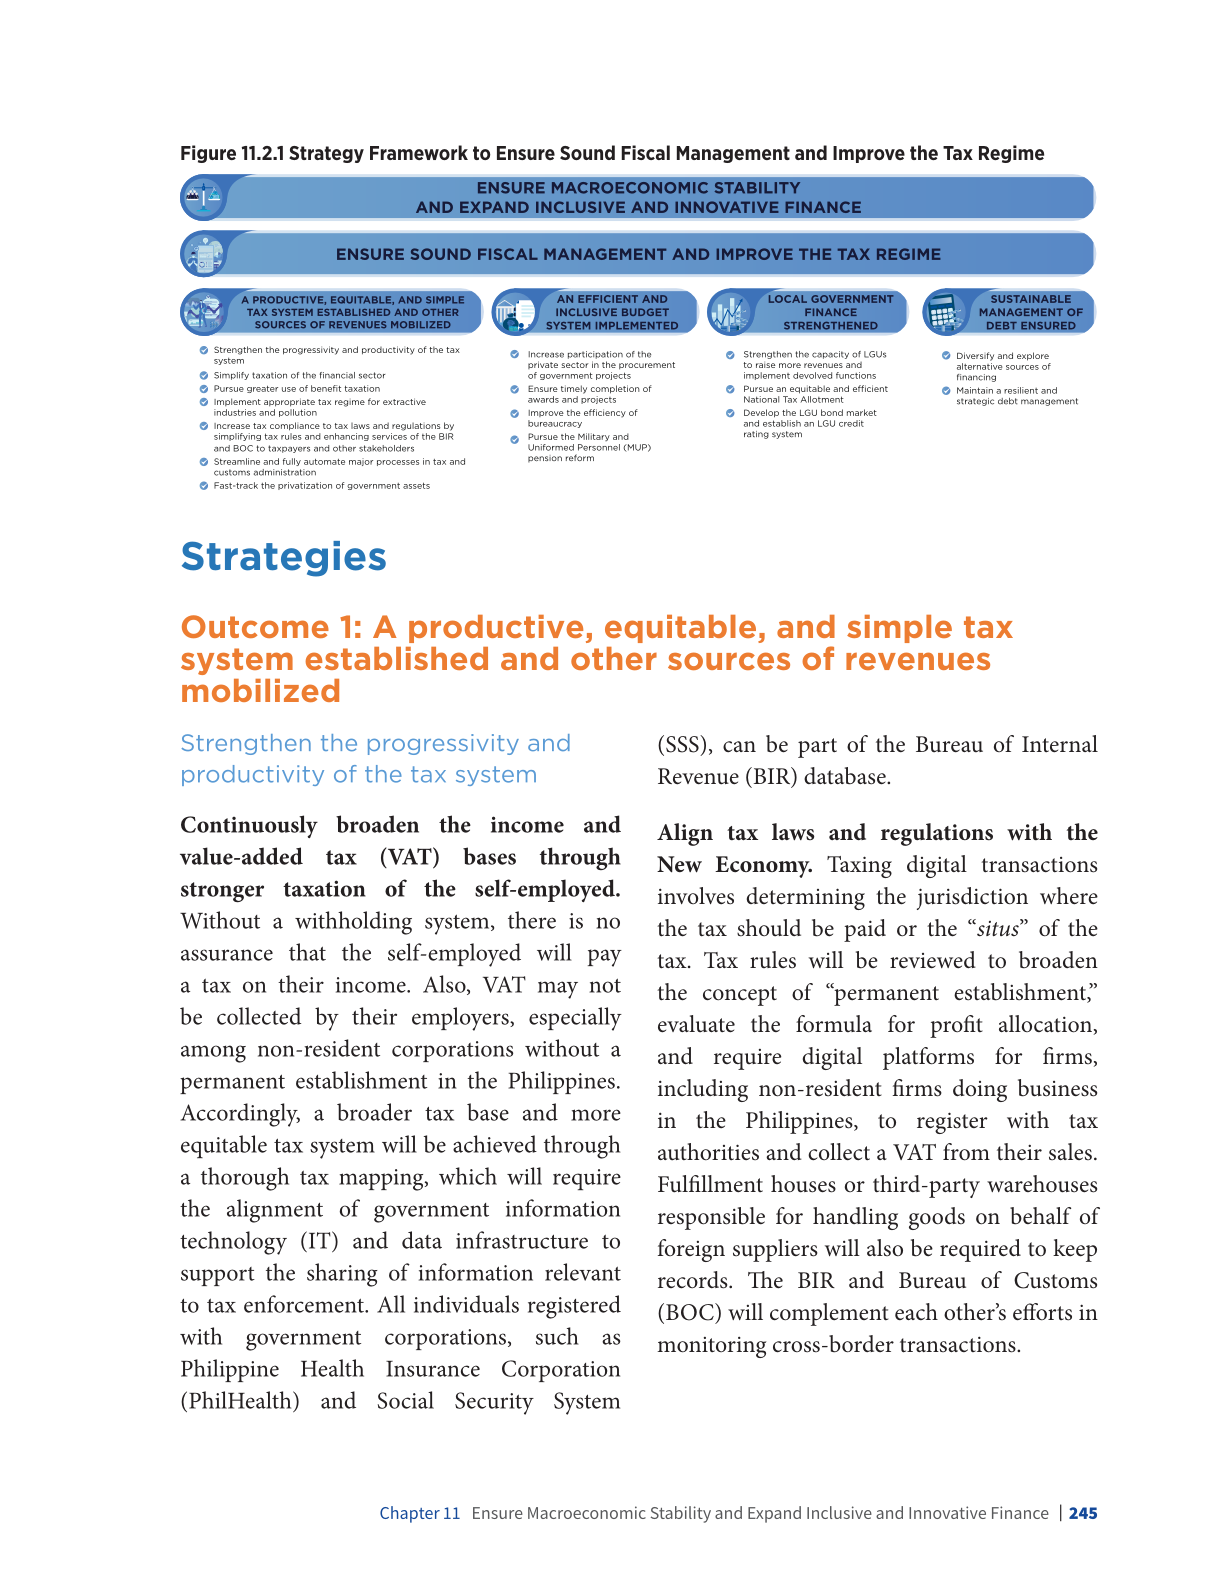 Figure 11.2.1 Strategy Framework to Ensure Sound Fiscal Management and Improve the Tax Regime
ENSURE MACROECONOMIC STABILITY
AND EXPAND INCLUSIVE AND INNOVATIVE FINANCE
ENSURE SOUND FISCAL MANAGEMENT AND IMPROVE THE TAX REGIME
A PRODUCTIVE, EQUITABLE, AND SIMPLE
TAX SYSTEM ESTABLISHED AND OTHER
SOURCES OF REVENUES MOBILIZED
Strengthen the progressivity and productivity of the tax
system
Simplify taxation of the financial sector
Pursue greater use of benefit taxation
Implement appropriate tax regime for extractive
industries and pollution
Increase tax compliance to tax laws and regulations by
simplifying tax rules and enhancing services of the BIR
and BOC to taxpayers and other stakeholders
Streamline and fully automate major processes in tax and
customs administration
Fast-track the privatization of government assets
AN EFFICIENT AND
INCLUSIVE BUDGET
SYSTEM IMPLEMENTED
Increase participation of the
private sector in the procurement
of government projects
Ensure timely completion of
awards and projects
Improve the efficiency of
bureaucracy
Pursue the Military and
Uniformed Personnel (MUP)
pension reform
LOCAL GOVERNMENT
FINANCE
STRENGTHENED
Strengthen the capacity of LGUs
to raise more revenues and
implement devolved functions
Pursue an equitable and efficient
National Tax Allotment
Develop the LGU bond market
and establish an LGU credit
rating system
SUSTAINABLE
MANAGEMENT OF
DEBT ENSURED
Diversify and explore
alternative sources of
financing
Maintain a resilient and
strategic debt management
Strategies
Outcome 1: A productive, equitable, and simple tax
system established and other sources of revenues
mobilized
Strengthen the progressivity and
productivity of the tax system
Continuously broaden the income and
value-added tax (VAT) bases through
stronger taxation of the self-employed.
Without a withholding system, there is no
assurance that the self-employed will pay
a tax on their income. Also, VAT may not
be collected by their employers, especially
among non-resident corporations without a
permanent establishment in the Philippines.
Accordingly, a broader tax base and more
equitable tax system will be achieved through
a thorough tax mapping, which will require
the alignment of government information
technology (IT) and data infrastructure to
support the sharing of information relevant
to tax enforcement. All individuals registered
with government corporations, such as
Philippine Health Insurance Corporation
(PhilHealth) and Social Security System
(SSS), can be part of the Bureau of Internal
Revenue (BIR) database.
Align tax laws and regulations with the
New Economy. Taxing digital transactions
involves determining the jurisdiction where
the tax should be paid or the “situs” of the
tax. Tax rules will be reviewed to broaden
the concept of “permanent establishment,”
evaluate the formula for profit allocation,
and require digital platforms for firms,
including non-resident firms doing business
in the Philippines, to register with tax
authorities and collect a VAT from their sales.
Fulfillment houses or third-party warehouses
responsible for handling goods on behalf of
foreign suppliers will also be required to keep
records. The BIR and Bureau of Customs
(BOC) will complement each other’s efforts in
monitoring cross-border transactions.
Chapter 11 Ensure Macroeconomic Stability and Expand Inclusive and Innovative Finance | 245